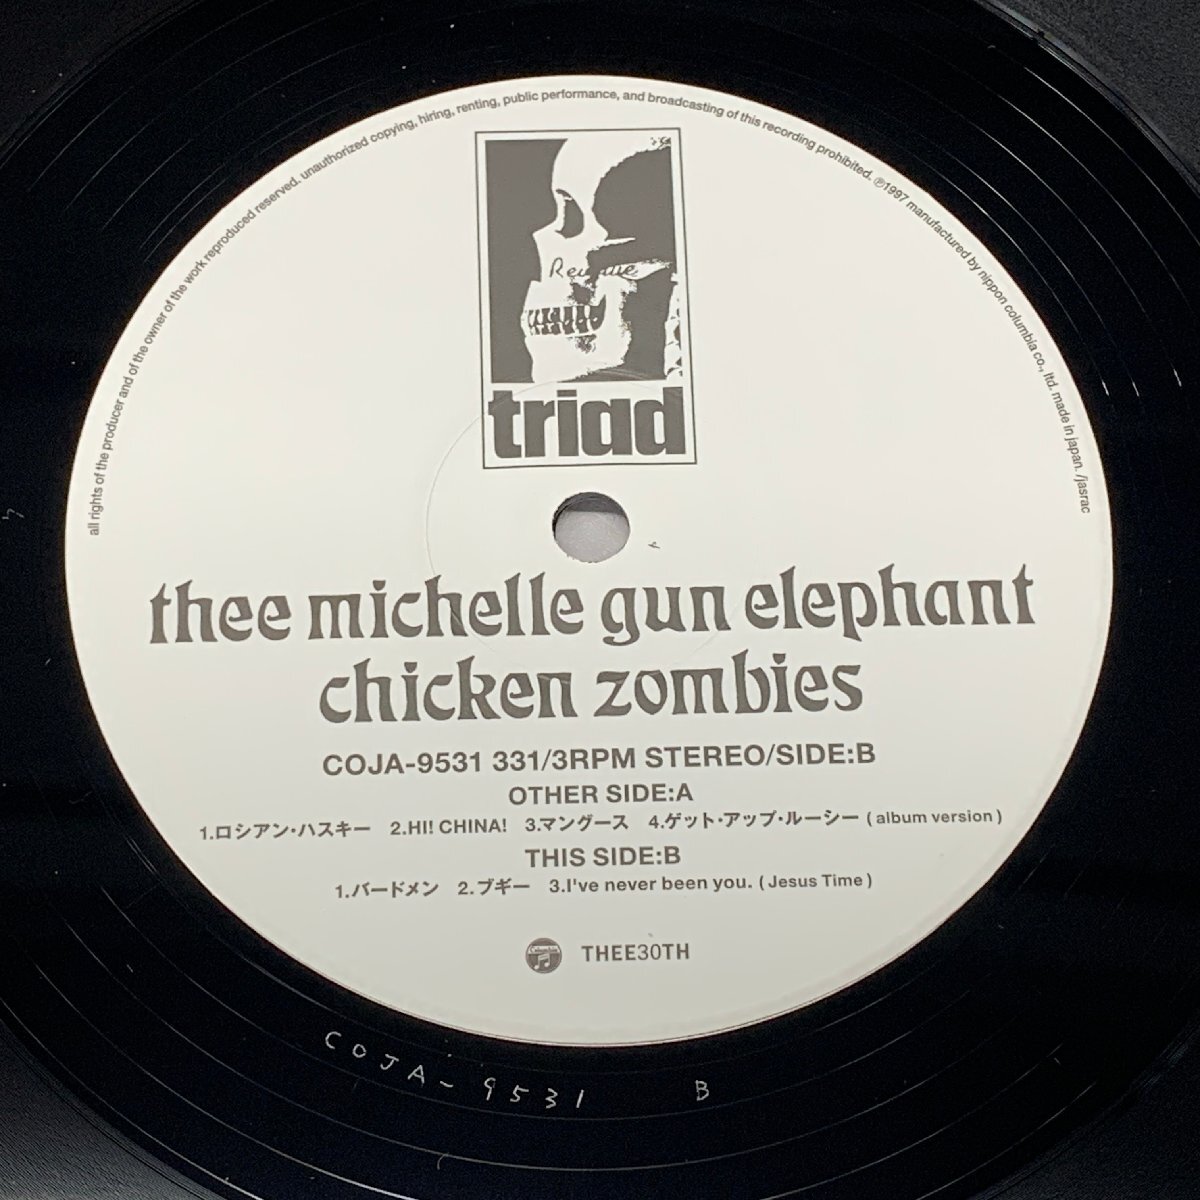 all rights of the producer and of the owner of the work reproduced reserved. unauthorized copying, hiring, renting, public performance, and broadcasting of this recording prohibited. ℗1997 manufactured by nippon columbia co., ltd. made in japan. /jasrac
triad
thee michelle gun elephant
chicken zombies
COJA-9531 331/3RPM STEREO/SIDE:B
OTHER SIDE:A
1.ロシアン・ハスキー 2.HI! CHINA! 3.マングース 4.ゲット・アップ・ルーシー (album version)
THIS SIDE:B
1.バードメン 2.ブギー 3.I've never been you. (Jesus Time)
THEE30TH
COJA-9531 B